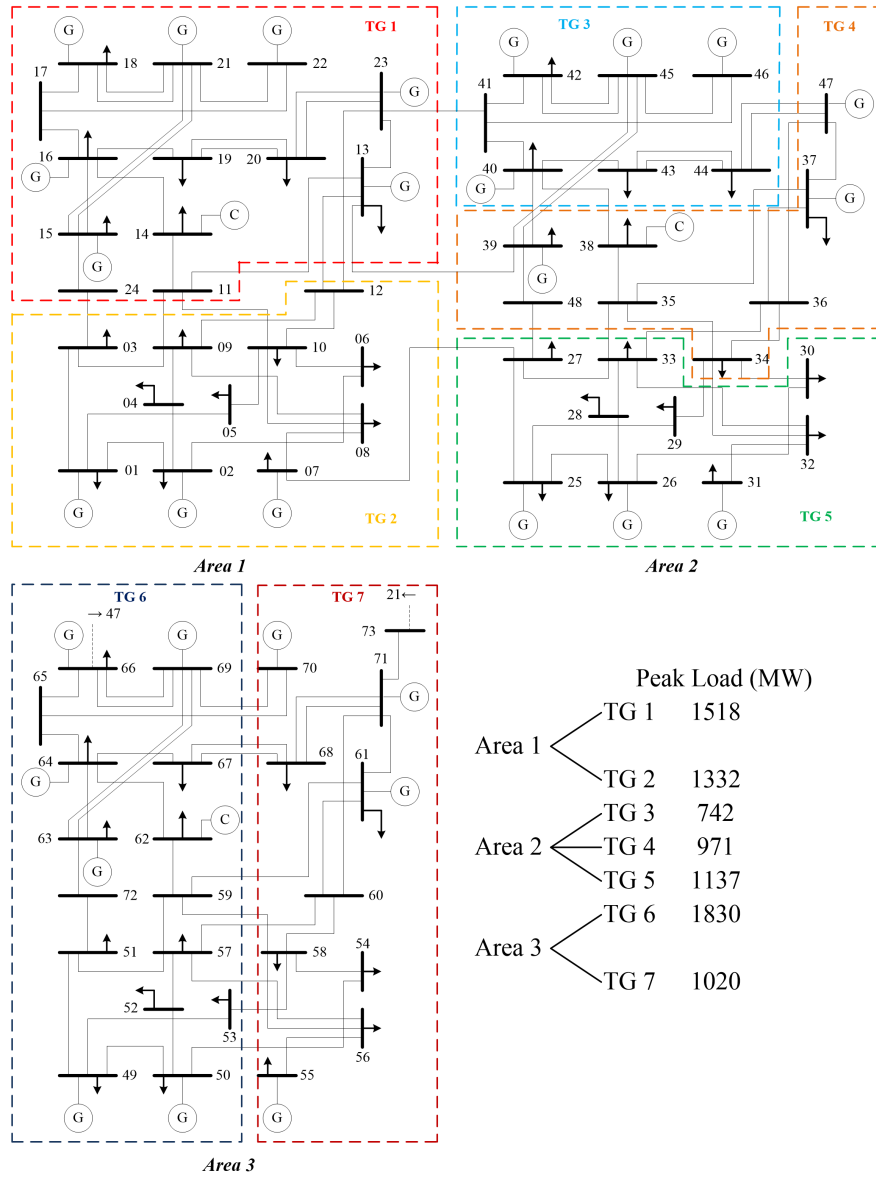 G G G TG 1
17 18 21 22 23
G
16 19 20 13
G G
15 14 C
G
24 11 12
03 09 10 06
04 05
08
01 02 07
G G G TG 2
Area 1
G G G TG 3 TG 4
41 42 45 46 47
G
40 43 44 37
G G
39 38 C
G
48 35 36
27 33 34 30
28 29
32
25 26 31
G G G TG 5
Area 2
TG 6 TG 7
→ 47 21←
G G G 73
65 66 69 70 71
G
64 67 68 61
G G
63 62 C
G
72 59 60
51 57 58 54
52 53
56
49 50 55
G G G
Area 3
Peak Load (MW)
TG 1 1518
Area 1
TG 2 1332
TG 3 742
Area 2 TG 4 971
TG 5 1137
TG 6 1830
Area 3
TG 7 1020